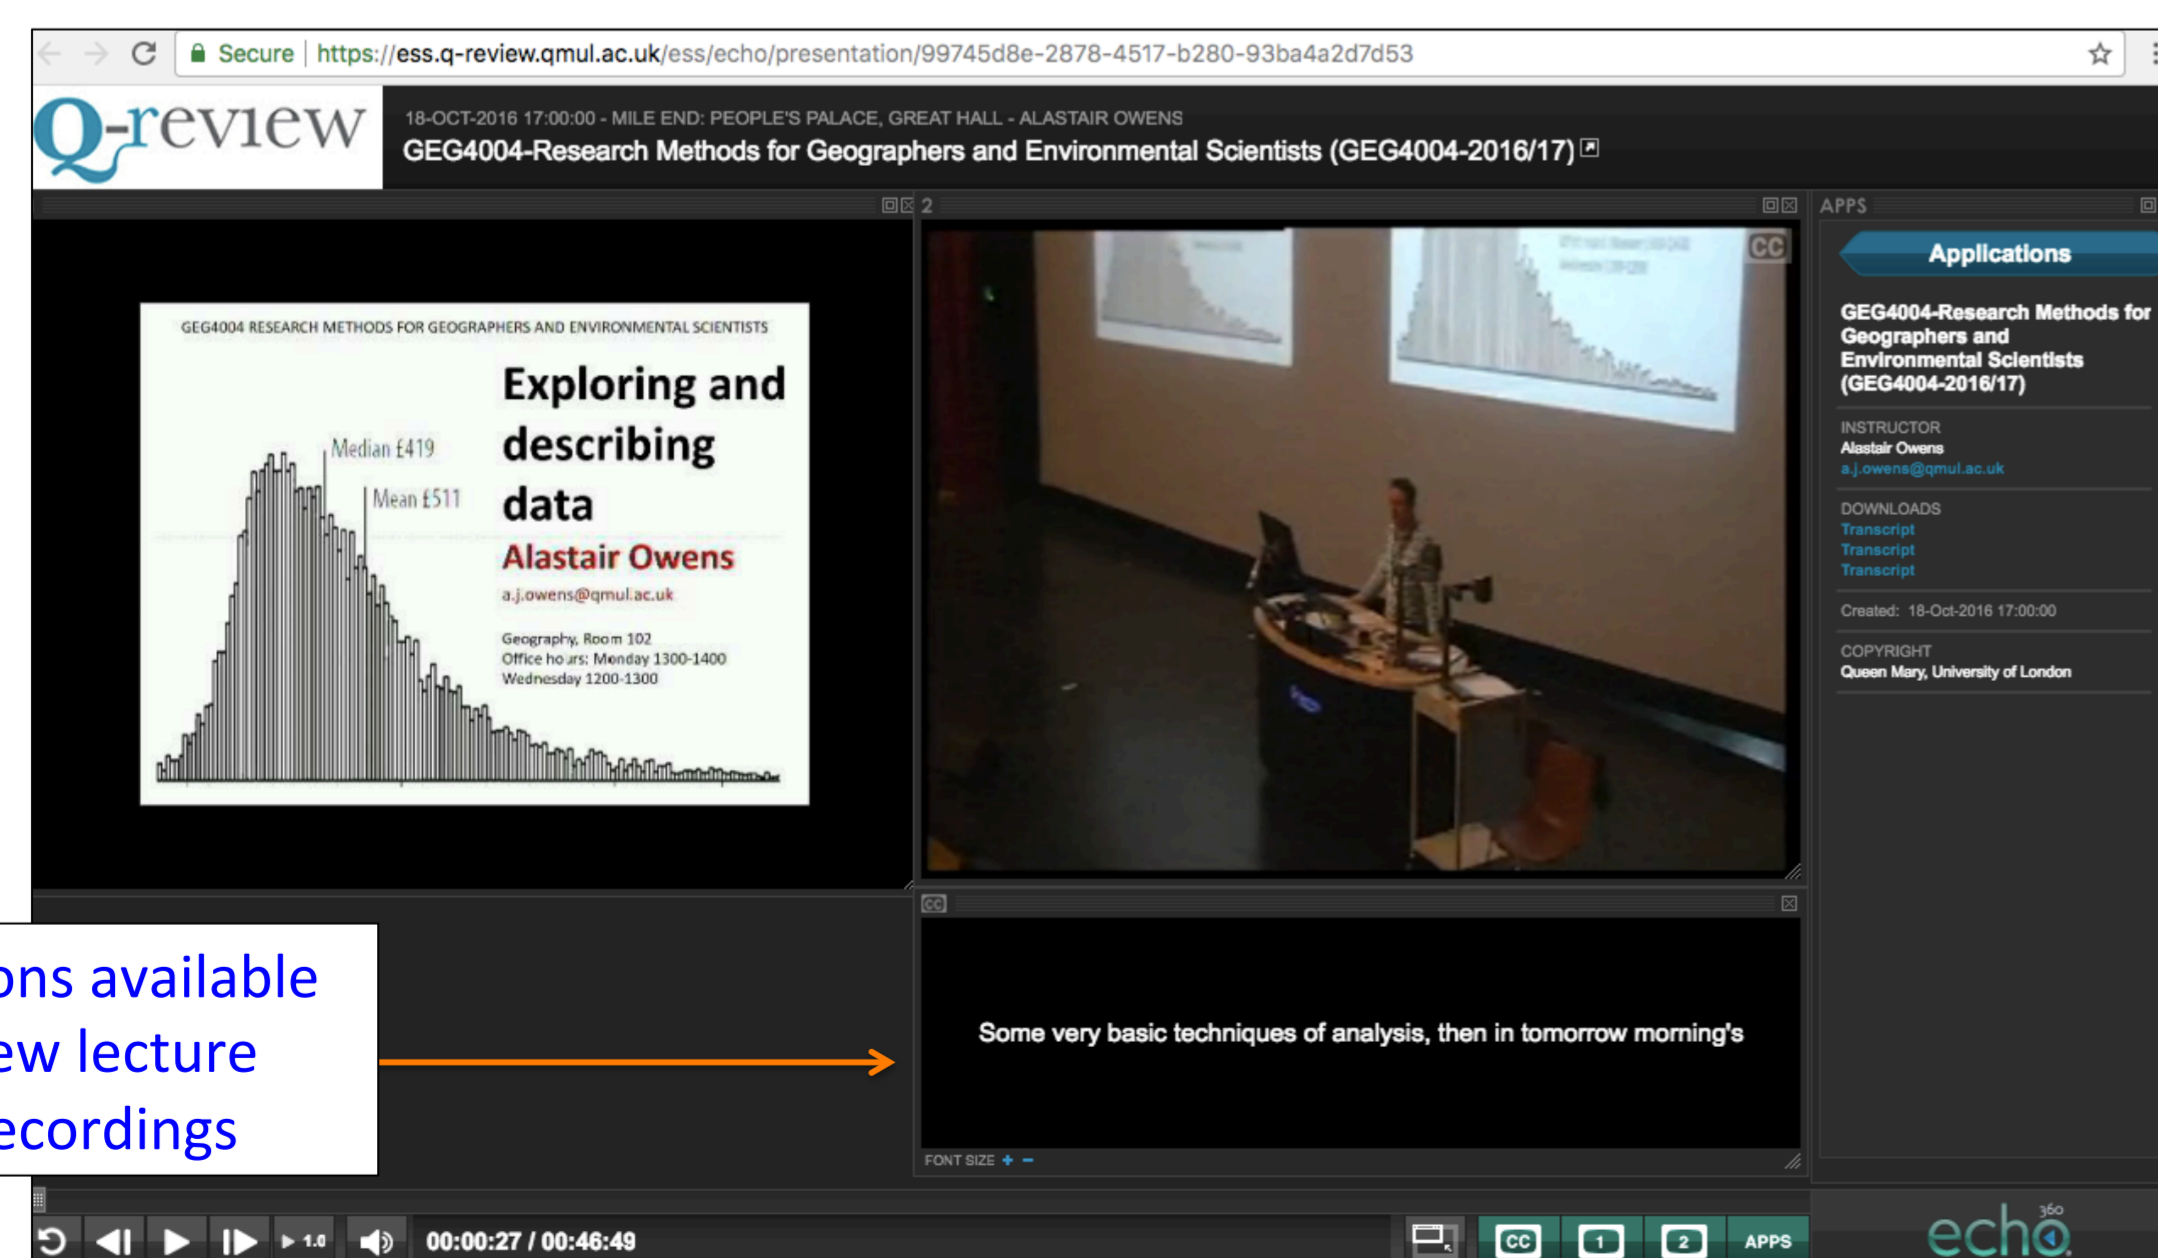 Secure | https://ess.q-review.qmul.ac.uk/ess/echo/presentation/99745d8e-2878-4517-b280-93ba4a2d7d53
Q-review
18-OCT-2016 17:00:00 - MILE END: PEOPLE'S PALACE, GREAT HALL - ALASTAIR OWENS
GEG4004-Research Methods for Geographers and Environmental Scientists (GEG4004-2016/17)
2
APPS
GEG4004 RESEARCH METHODS FOR GEOGRAPHERS AND ENVIRONMENTAL SCIENTISTS
Exploring and
describing
data
Median £419
Mean £511
Alastair Owens
a.j.owens@qmul.ac.uk
Geography, Room 102
Office hours: Monday 1300-1400
Wednesday 1200-1300
CC
Applications
GEG4004-Research Methods for
Geographers and
Environmental Scientists
(GEG4004-2016/17)
INSTRUCTOR
Alastair Owens
a.j.owens@qmul.ac.uk
DOWNLOADS
Transcript
Transcript
Transcript
Created: 18-Oct-2016 17:00:00
COPYRIGHT
Queen Mary, University of London
ons available
ew lecture
ecordings
CC
Some very basic techniques of analysis, then in tomorrow morning's
FONT SIZE + −
1.0
00:00:27 / 00:46:49
CC
1
2
APPS
echo 360